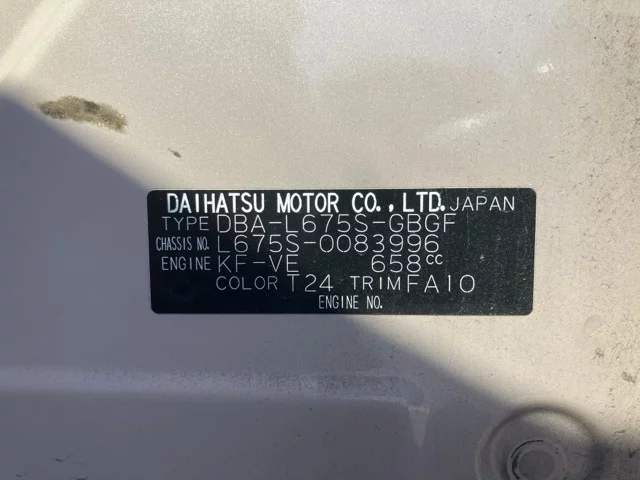 DAIHATSU MOTOR CO., LTD. JAPAN
TYPE DBA-L675S-GBGF
CHASSIS NO. L675S-0083996
ENGINE KF-VE 658cc
COLOR T24 TRIM FA10
ENGINE NO.